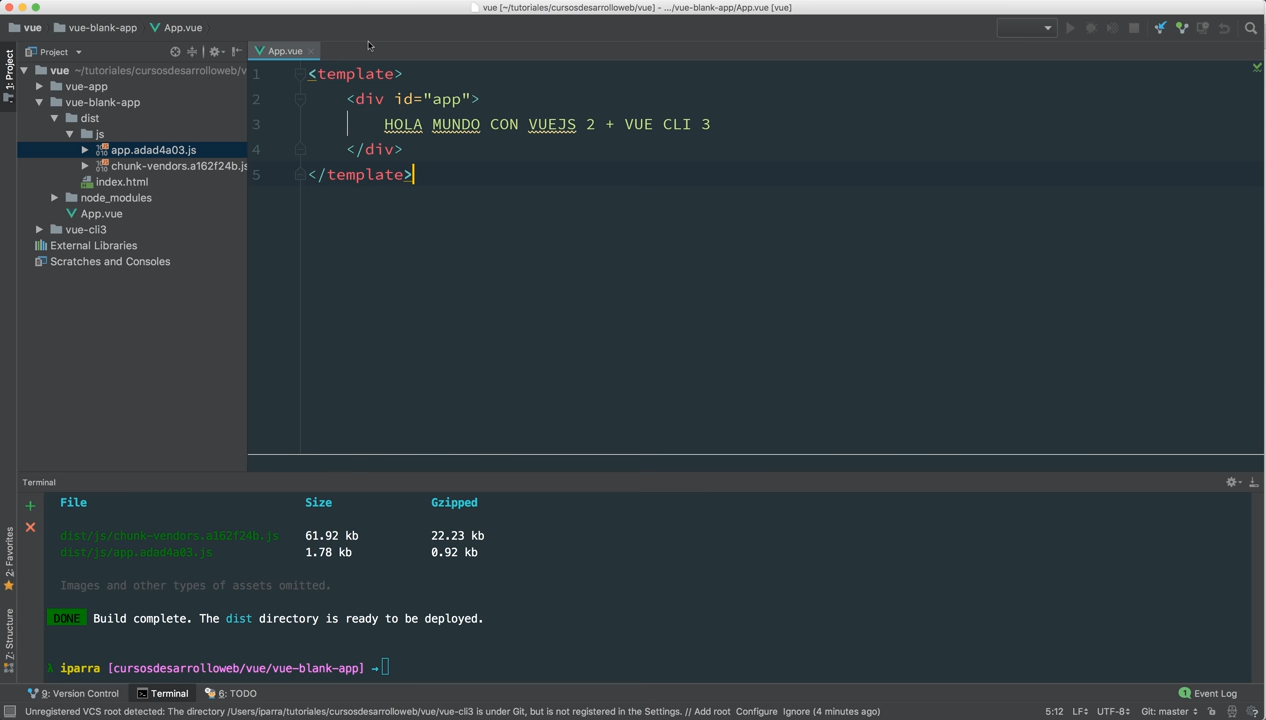 vue [~/tutoriales/cursosdesarrolloweb/vue] - .../vue-blank-app/App.vue [vue]
vue vue-blank-app App.vue
1: Project
Project
App.vue
vue ~/tutoriales/cursosdesarrolloweb/v
vue-app
vue-blank-app
dist
js
app.adad4a03.js
chunk-vendors.a162f24b.js
index.html
node_modules
App.vue
vue-cli3
External Libraries
Scratches and Consoles
1 <template>
2 <div id="app">
3 HOLA MUNDO CON VUEJS 2 + VUE CLI 3
4 </div>
5 </template>
Terminal
File Size Gzipped
dist/js/chunk-vendors.a162f24b.js 61.92 kb 22.23 kb
dist/js/app.adad4a03.js 1.78 kb 0.92 kb
Images and other types of assets omitted.
DONE Build complete. The dist directory is ready to be deployed.
λ iparra [cursosdesarrolloweb/vue/vue-blank-app] →
2: Favorites
Z: Structure
9: Version Control Terminal 6: TODO
1 Event Log
Unregistered VCS root detected: The directory /Users/iparra/tutoriales/cursosdesarrolloweb/vue/vue-cli3 is under Git, but is not registered in the Settings. // Add root Configure Ignore (4 minutes ago)
5:12 LF UTF-8 Git: master